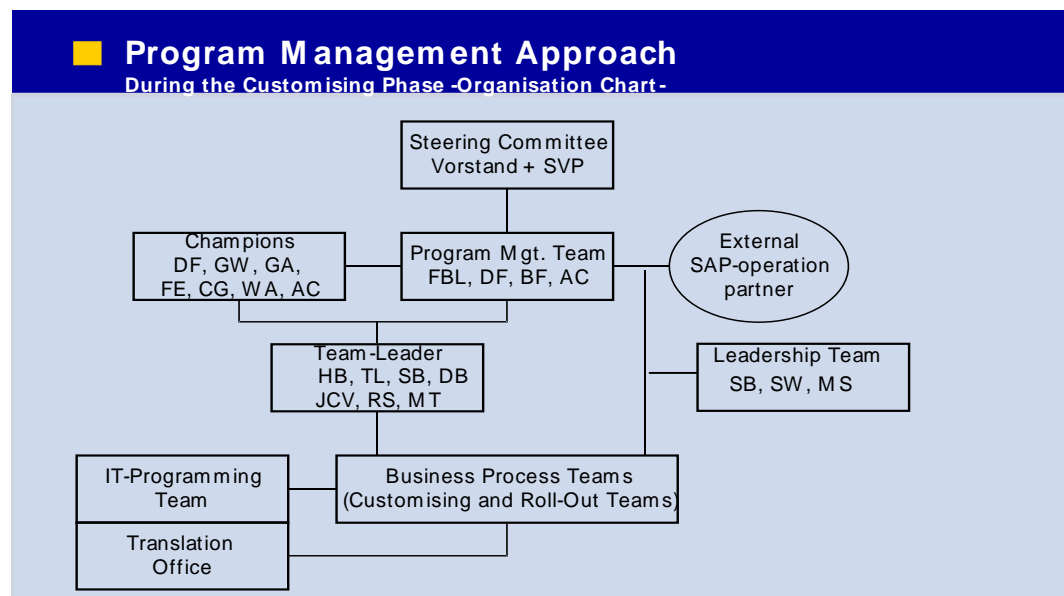 Program Management Approach
During the Customising Phase -Organisation Chart-
Steering Committee
Vorstand + SVP
Champions
DF, GW, GA,
FE, CG, WA, AC
Program Mgt. Team
FBL, DF, BF, AC
External
SAP-operation
partner
Team-Leader
HB, TL, SB, DB
JCV, RS, MT
Leadership Team
SB, SW, MS
IT-Programming
Team
Business Process Teams
(Customising and Roll-Out Teams)
Translation
Office